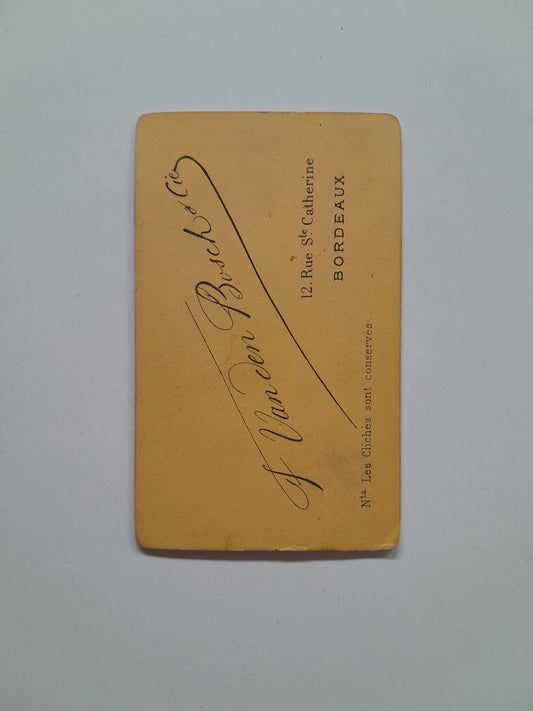 F Van den Bosch & Cie
12. Rue Ste Catherine
BORDEAUX
Nta Les Clichés sont conservés.